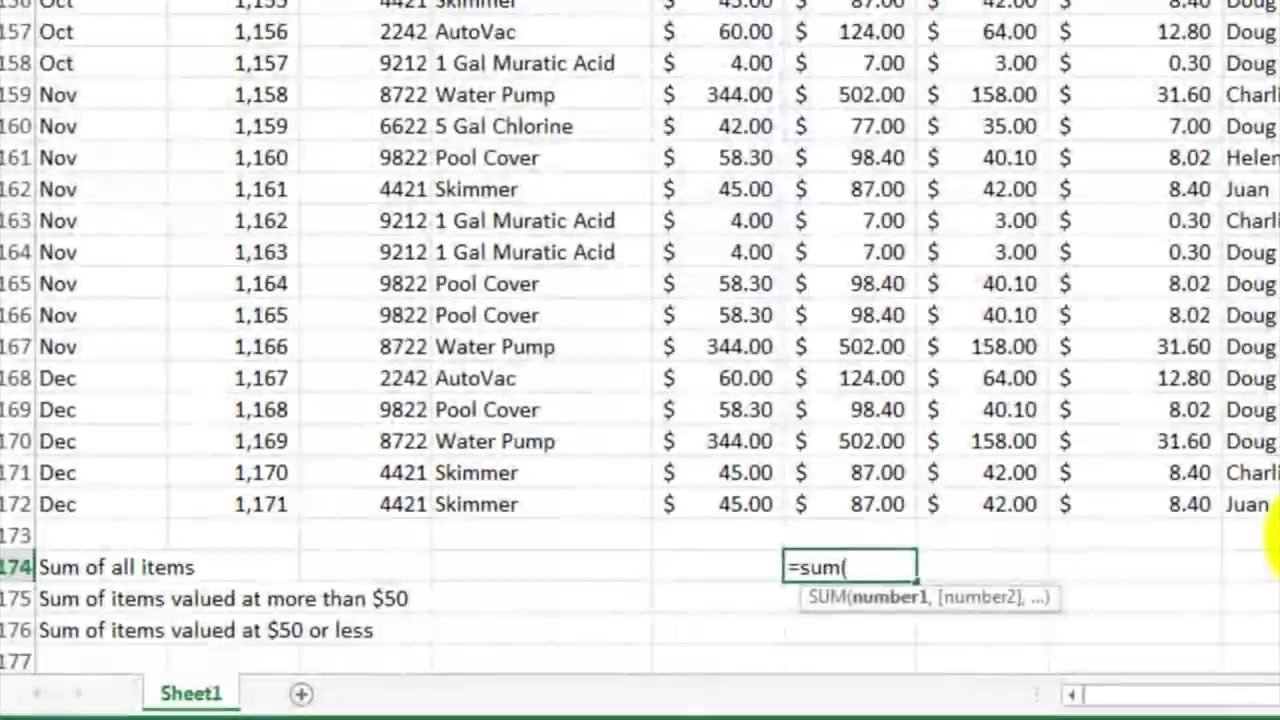 157 Oct 1,156 2242 AutoVac $ 60.00 $ 124.00 $ 64.00 $ 12.80 Doug
158 Oct 1,157 9212 1 Gal Muratic Acid $ 4.00 $ 7.00 $ 3.00 $ 0.30 Doug
159 Nov 1,158 8722 Water Pump $ 344.00 $ 502.00 $ 158.00 $ 31.60 Charli
160 Nov 1,159 6622 5 Gal Chlorine $ 42.00 $ 77.00 $ 35.00 $ 7.00 Doug
161 Nov 1,160 9822 Pool Cover $ 58.30 $ 98.40 $ 40.10 $ 8.02 Helen
162 Nov 1,161 4421 Skimmer $ 45.00 $ 87.00 $ 42.00 $ 8.40 Juan
163 Nov 1,162 9212 1 Gal Muratic Acid $ 4.00 $ 7.00 $ 3.00 $ 0.30 Charli
164 Nov 1,163 9212 1 Gal Muratic Acid $ 4.00 $ 7.00 $ 3.00 $ 0.30 Doug
165 Nov 1,164 9822 Pool Cover $ 58.30 $ 98.40 $ 40.10 $ 8.02 Doug
166 Nov 1,165 9822 Pool Cover $ 58.30 $ 98.40 $ 40.10 $ 8.02 Doug
167 Nov 1,166 8722 Water Pump $ 344.00 $ 502.00 $ 158.00 $ 31.60 Doug
168 Dec 1,167 2242 AutoVac $ 60.00 $ 124.00 $ 64.00 $ 12.80 Doug
169 Dec 1,168 9822 Pool Cover $ 58.30 $ 98.40 $ 40.10 $ 8.02 Doug
170 Dec 1,169 8722 Water Pump $ 344.00 $ 502.00 $ 158.00 $ 31.60 Doug
171 Dec 1,170 4421 Skimmer $ 45.00 $ 87.00 $ 42.00 $ 8.40 Charli
172 Dec 1,171 4421 Skimmer $ 45.00 $ 87.00 $ 42.00 $ 8.40 Juan
173
174 Sum of all items =sum(
SUM(number1, [number2], ...)
175 Sum of items valued at more than $50
176 Sum of items valued at $50 or less
177
Sheet1